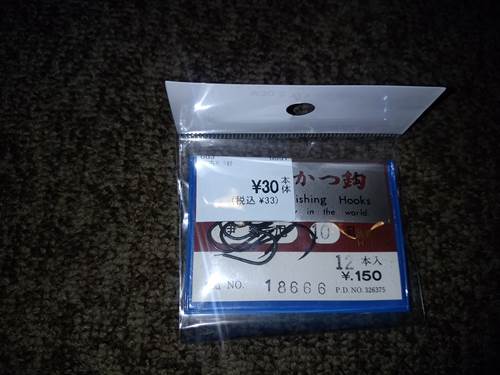 ¥30 本体
(税込 ¥33)
かつ鈎
ishing Hooks
in the world.
10
12 本入
¥.150
NO. 18666 P.D. NO. 326375